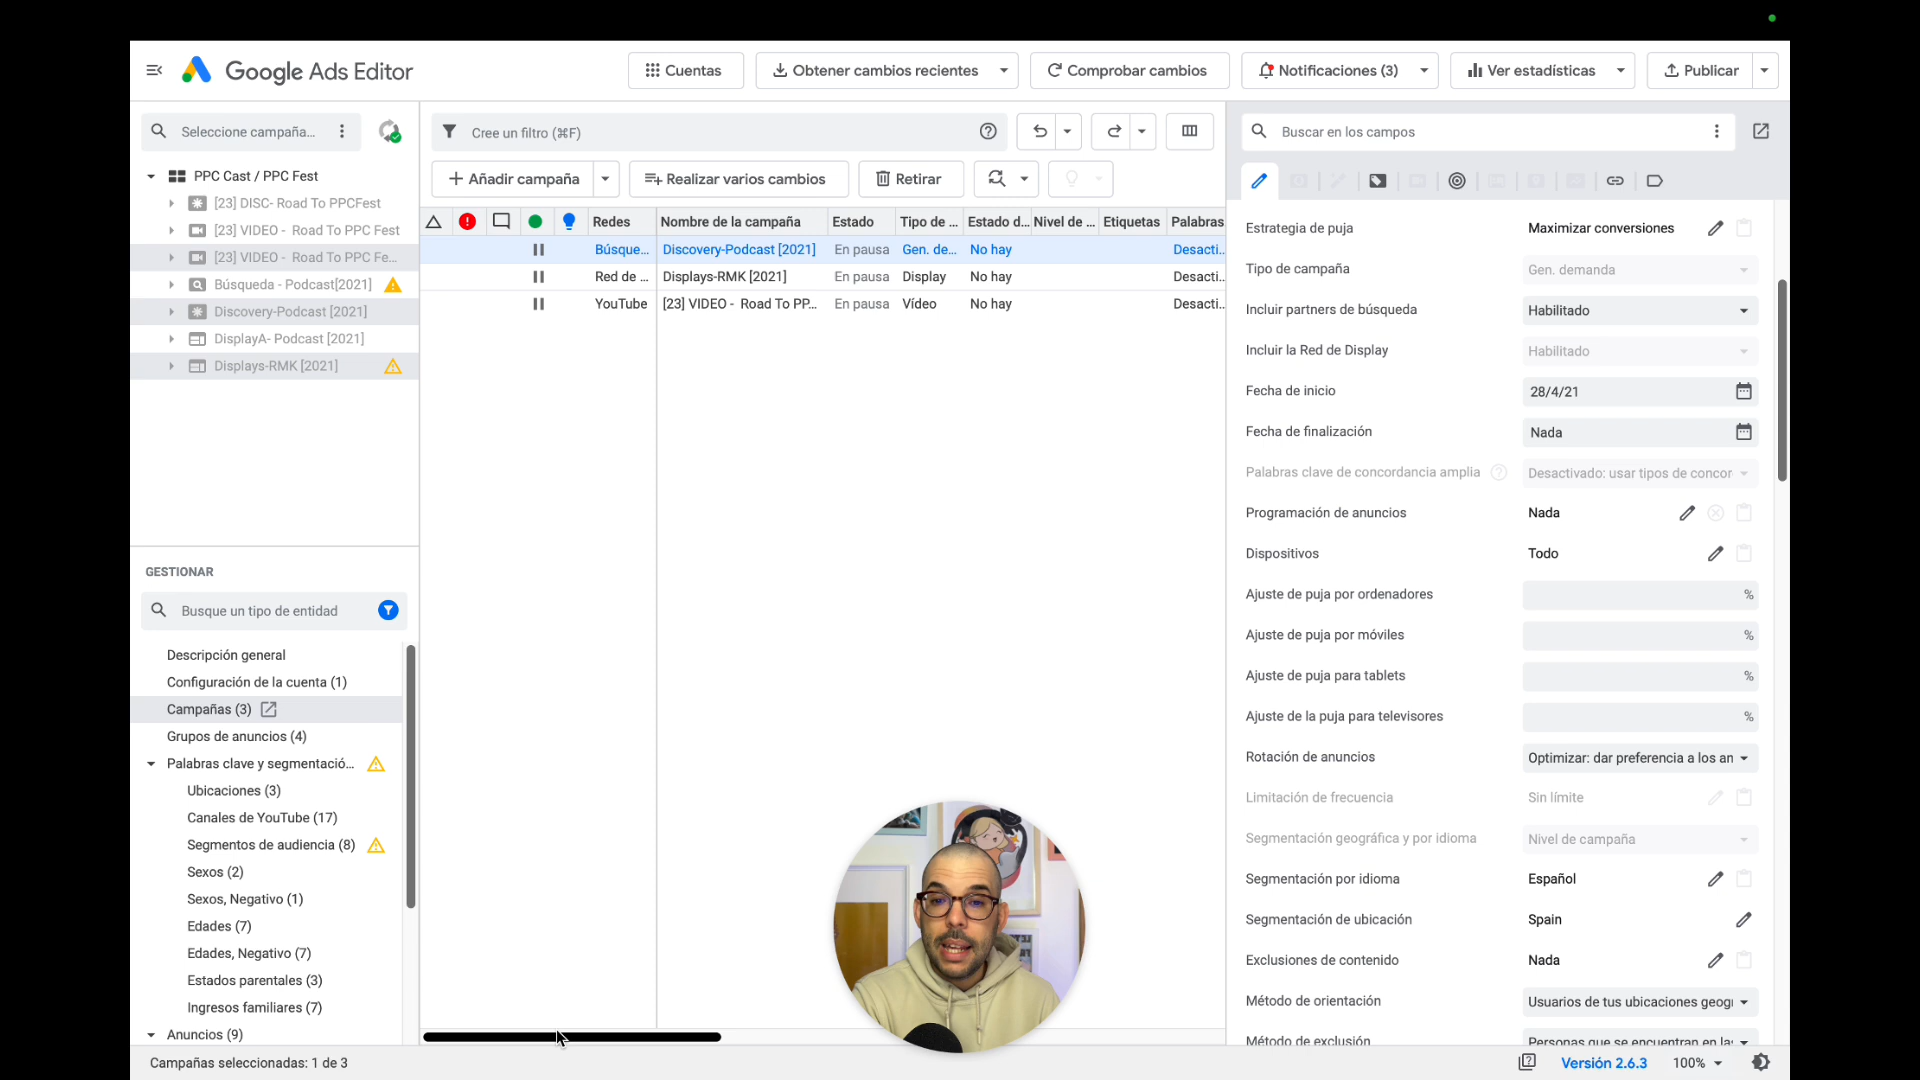 Google Ads Editor
Cuentas
Obtener cambios recientes
Comprobar cambios
Notificaciones (3)
Ver estadísticas
Publicar
Seleccione campaña...
Cree un filtro (⌘F)
Buscar en los campos
Añadir campaña
Realizar varios cambios
Retirar
PPC Cast / PPC Fest
[23] DISC- Road To PPCFest
[23] VIDEO - Road To PPC Fest
[23] VIDEO - Road To PPC Fe...
Búsqueda - Podcast[2021]
Discovery-Podcast [2021]
DisplayA- Podcast [2021]
Displays-RMK [2021]
Redes Nombre de la campaña Estado Tipo de ... Estado d... Nivel de ... Etiquetas Palabras
Búsque... Discovery-Podcast [2021] En pausa Gen. de... No hay Desacti...
Red de ... Displays-RMK [2021] En pausa Display No hay Desacti...
YouTube [23] VIDEO - Road To PP... En pausa Vídeo No hay Desacti...
GESTIONAR
Busque un tipo de entidad
Descripción general
Configuración de la cuenta (1)
Campañas (3)
Grupos de anuncios (4)
Palabras clave y segmentació...
Ubicaciones (3)
Canales de YouTube (17)
Segmentos de audiencia (8)
Sexos (2)
Sexos, Negativo (1)
Edades (7)
Edades, Negativo (7)
Estados parentales (3)
Ingresos familiares (7)
Anuncios (9)
Estrategia de puja Maximizar conversiones
Tipo de campaña Gen. demanda
Incluir partners de búsqueda Habilitado
Incluir la Red de Display Habilitado
Fecha de inicio 28/4/21
Fecha de finalización Nada
Palabras clave de concordancia amplia Desactivado: usar tipos de concor
Programación de anuncios Nada
Dispositivos Todo
Ajuste de puja por ordenadores %
Ajuste de puja por móviles %
Ajuste de puja para tablets %
Ajuste de la puja para televisores %
Rotación de anuncios Optimizar: dar preferencia a los an
Limitación de frecuencia Sin límite
Segmentación geográfica y por idioma Nivel de campaña
Segmentación por idioma Español
Segmentación de ubicación Spain
Exclusiones de contenido Nada
Método de orientación Usuarios de tus ubicaciones geog
Método de exclusión Personas que se encuentran en la
Campañas seleccionadas: 1 de 3
Versión 2.6.3
100%